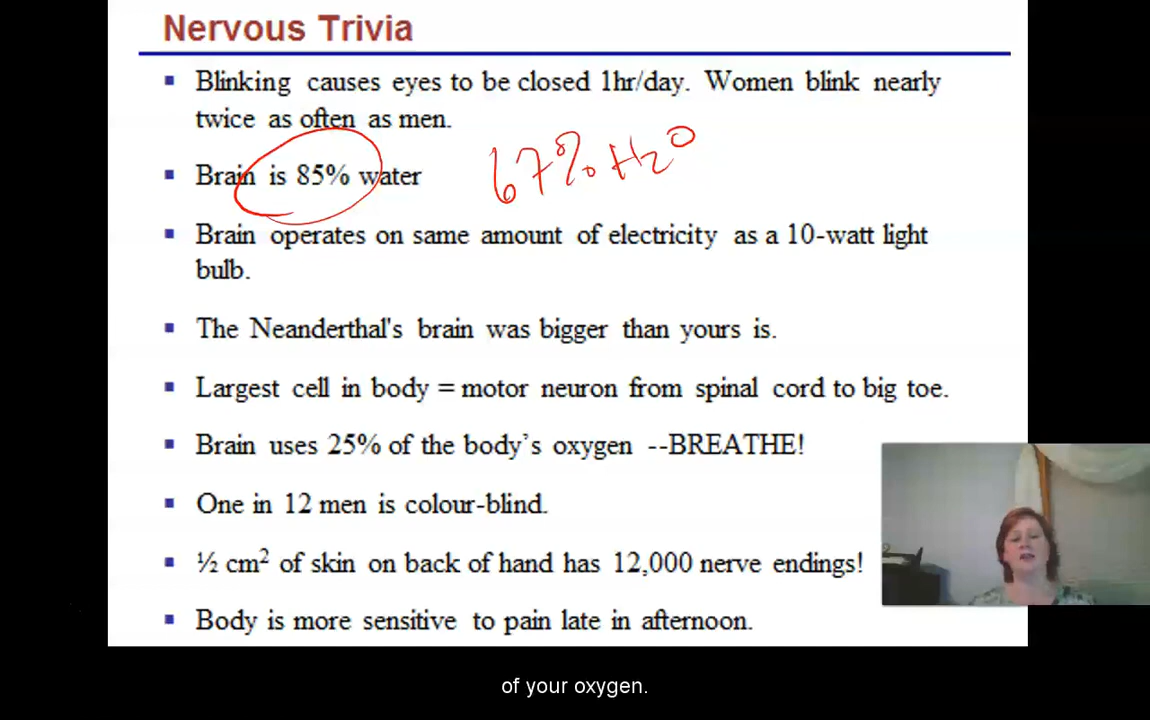 Nervous Trivia
▪ Blinking causes eyes to be closed 1hr/day. Women blink nearly
twice as often as men.
67% H2O
▪ Brain is 85% water
▪ Brain operates on same amount of electricity as a 10-watt light
bulb.
▪ The Neanderthal's brain was bigger than yours is.
▪ Largest cell in body = motor neuron from spinal cord to big toe.
▪ Brain uses 25% of the body's oxygen --BREATHE!
▪ One in 12 men is colour-blind.
▪ ½ cm² of skin on back of hand has 12,000 nerve endings!
▪ Body is more sensitive to pain late in afternoon.
of your oxygen.